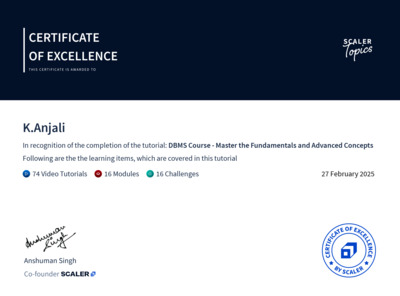 CERTIFICATE
OF EXCELLENCE
THIS CERTIFICATE IS AWARDED TO
SCALER
Topics
K.Anjali
In recognition of the completion of the tutorial: DBMS Course - Master the Fundamentals and Advanced Concepts
Following are the the learning items, which are covered in this tutorial
74 Video Tutorials 16 Modules 16 Challenges 27 February 2025
Anshuman
Singh
Anshuman Singh
Co-founder SCALER
CERTIFICATE OF EXCELLENCE
BY SCALER